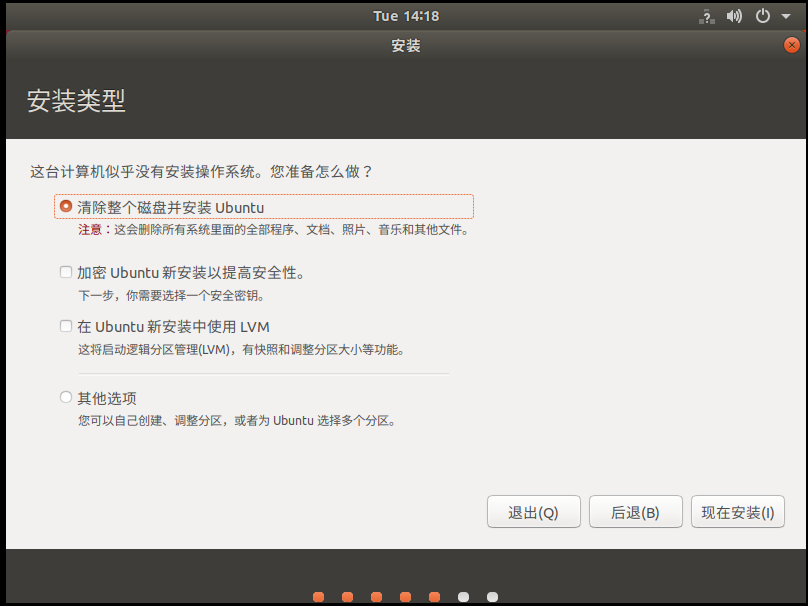 Tue 14:18
安装
安装类型
这台计算机似乎没有安装操作系统。您准备怎么做？
清除整个磁盘并安装 Ubuntu
注意：这会删除所有系统里面的全部程序、文档、照片、音乐和其他文件。
加密 Ubuntu 新安装以提高安全性。
下一步，你需要选择一个安全密钥。
在 Ubuntu 新安装中使用 LVM
这将启动逻辑分区管理(LVM)，有快照和调整分区大小等功能。
其他选项
您可以自己创建、调整分区，或者为 Ubuntu 选择多个分区。
退出(Q) 后退(B) 现在安装(I)